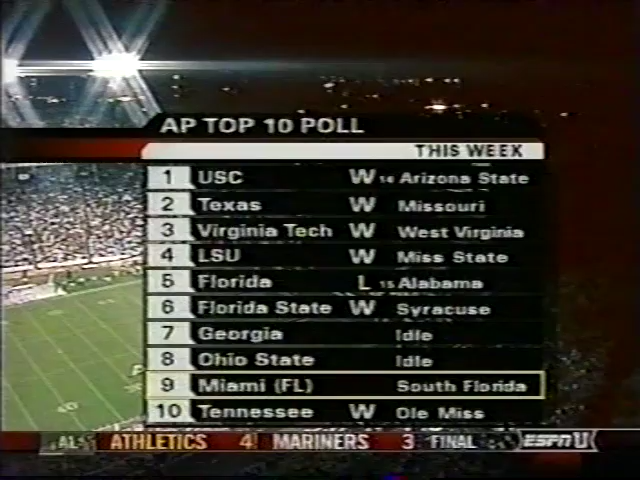 AP TOP 10 POLL
THIS WEEK
1 USC W 14 Arizona State
2 Texas W Missouri
3 Virginia Tech W West Virginia
4 LSU W Miss State
5 Florida L 15 Alabama
6 Florida State W Syracuse
7 Georgia Idle
8 Ohio State Idle
9 Miami (FL) South Florida
10 Tennessee W Ole Miss
AL ATHLETICS 4 MARINERS 3 FINAL ESPNU